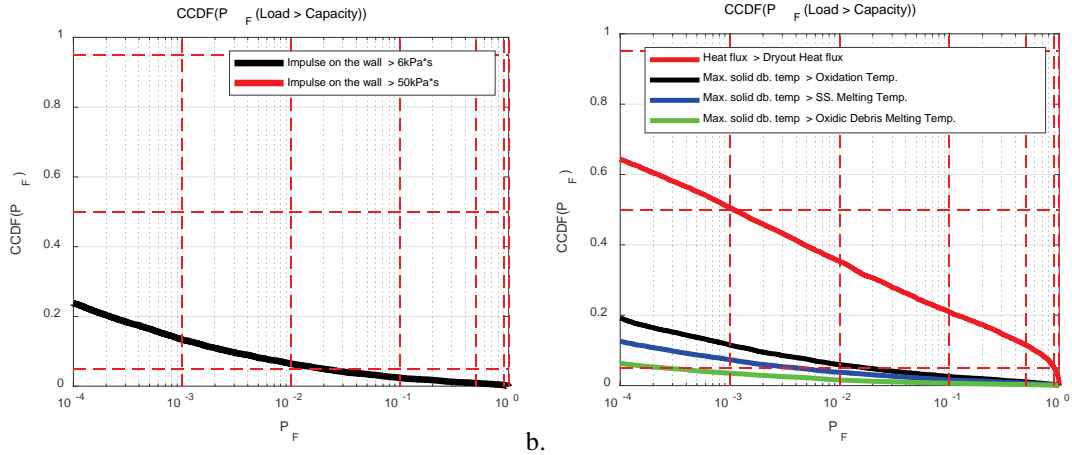 CCDF(P F (Load > Capacity))
1
0.8
0.6
0.4
0.2
0
CCDF(P F)
Impulse on the wall > 6kPa*s
Impulse on the wall > 50kPa*s
10-4 10-3 10-2 10-1 100
P F
b.
CCDF(P F (Load > Capacity))
1
0.8
0.6
0.4
0.2
0
CCDF(P F)
Heat flux > Dryout Heat flux
Max. solid db. temp > Oxidation Temp.
Max. solid db. temp > SS. Melting Temp.
Max. solid db. temp > Oxidic Debris Melting Temp.
10-4 10-3 10-2 10-1 100
P F